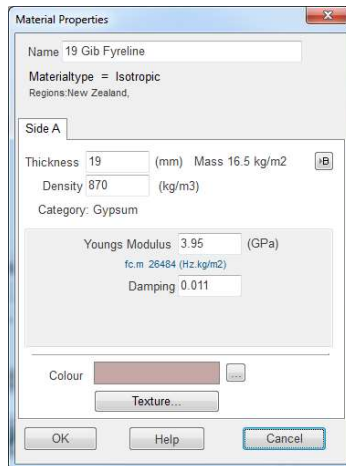 Material Properties
x
Name 19 Gib Fyreline
Materialtype = Isotropic
Regions:New Zealand,
Side A
Thickness 19 (mm) Mass 16.5 kg/m2 >B
Density 870 (kg/m3)
Category: Gypsum
Youngs Modulus 3.95 (GPa)
fc.m 26484 (Hz.kg/m2)
Damping 0.011
Colour ...
Texture...
OK Help Cancel